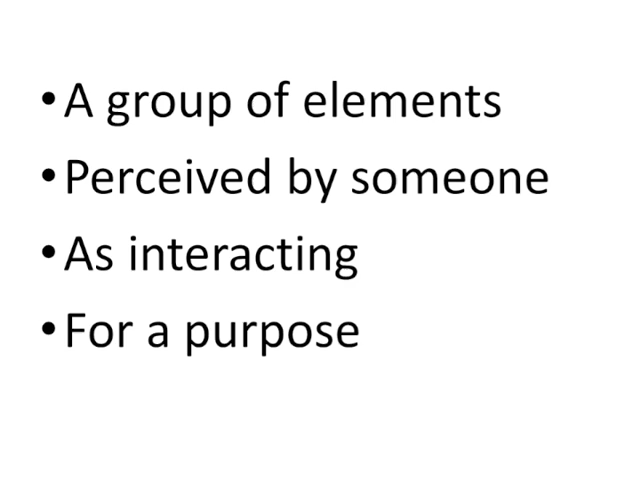 • A group of elements
• Perceived by someone
• As interacting
• For a purpose